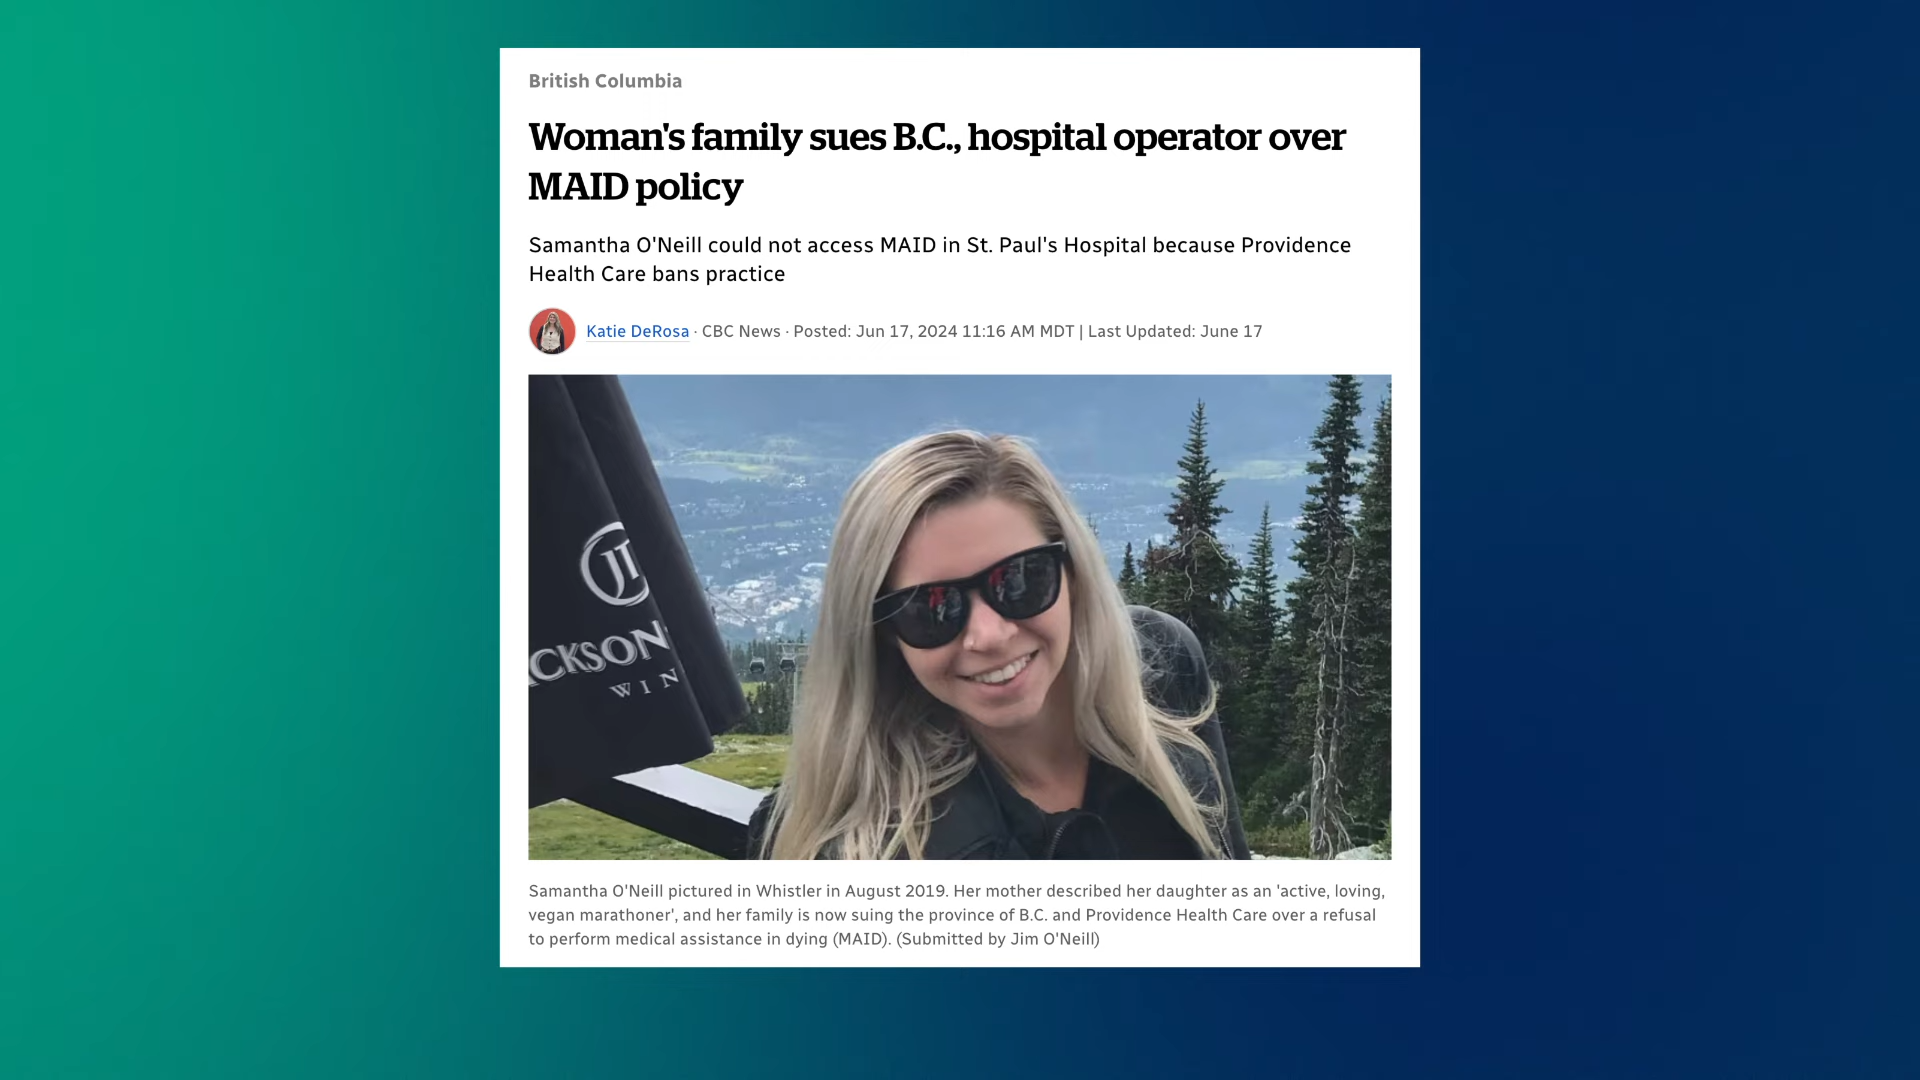 British Columbia
Woman's family sues B.C., hospital operator over
MAID policy
Samantha O'Neill could not access MAID in St. Paul's Hospital because Providence
Health Care bans practice
Katie DeRosa · CBC News · Posted: Jun 17, 2024 11:16 AM MDT | Last Updated: June 17
CKSON
WIN
Samantha O'Neill pictured in Whistler in August 2019. Her mother described her daughter as an 'active, loving,
vegan marathoner', and her family is now suing the province of B.C. and Providence Health Care over a refusal
to perform medical assistance in dying (MAID). (Submitted by Jim O'Neill)